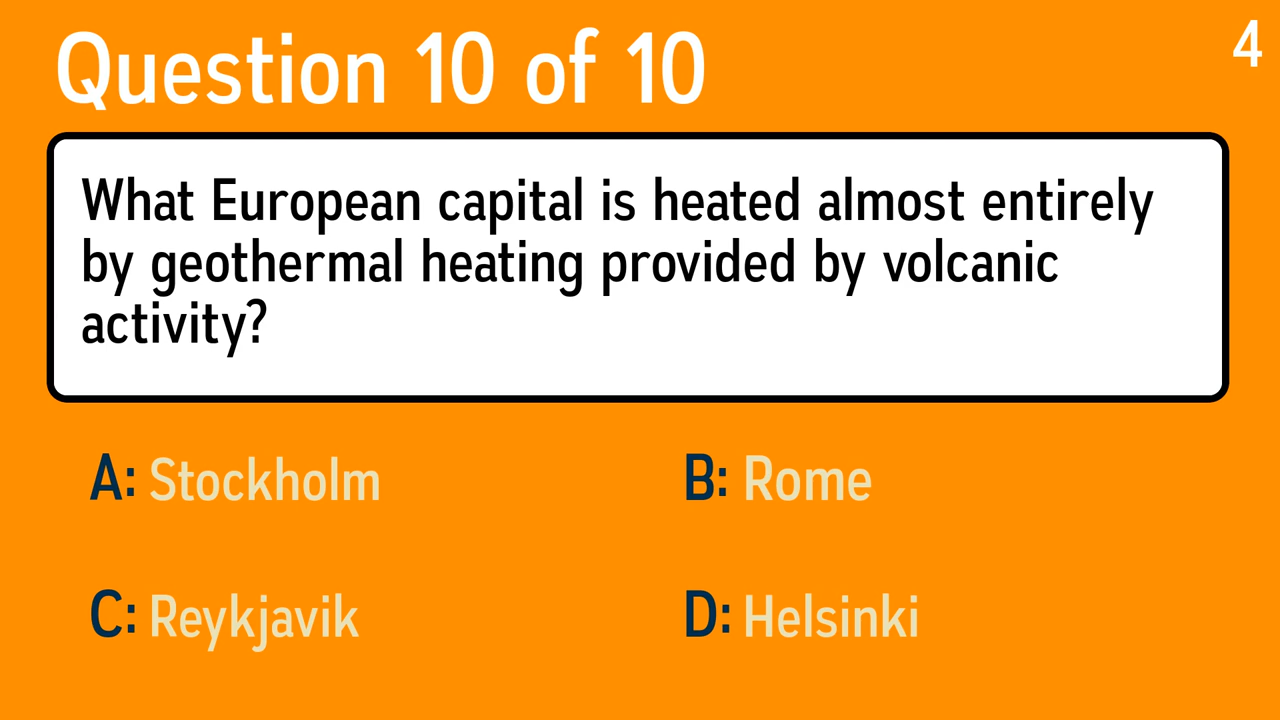 Question 10 of 10
4
What European capital is heated almost entirely
by geothermal heating provided by volcanic
activity?
A: Stockholm
B: Rome
C: Reykjavik
D: Helsinki